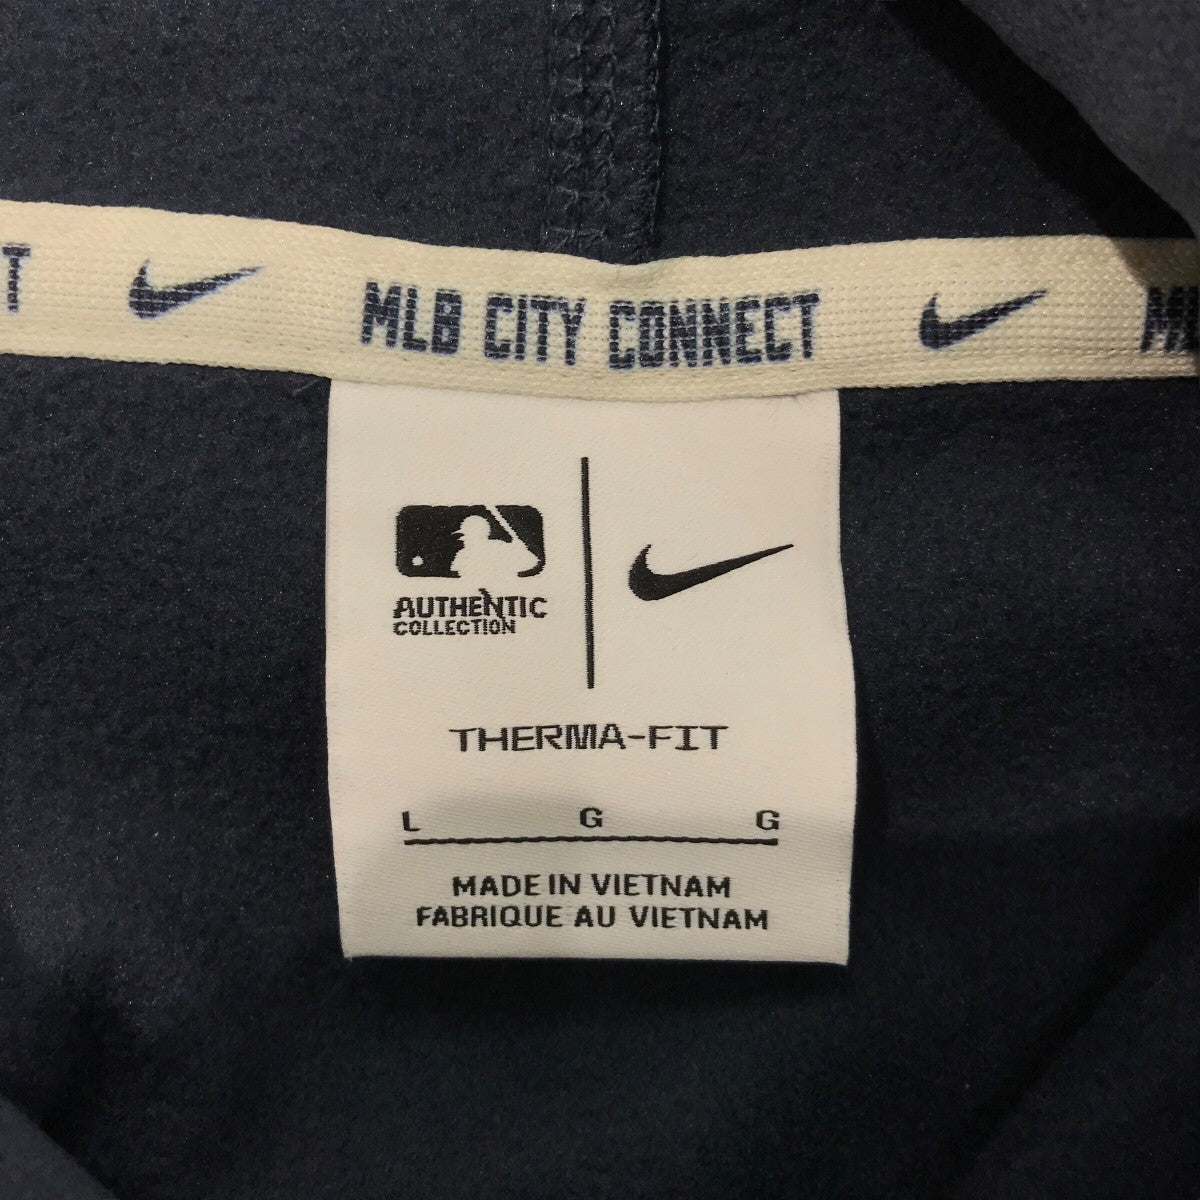 T MLB CITY CONNECT M
AUTHENTIC
COLLECTION
THERMA-FIT
L G G
MADE IN VIETNAM
FABRIQUE AU VIETNAM